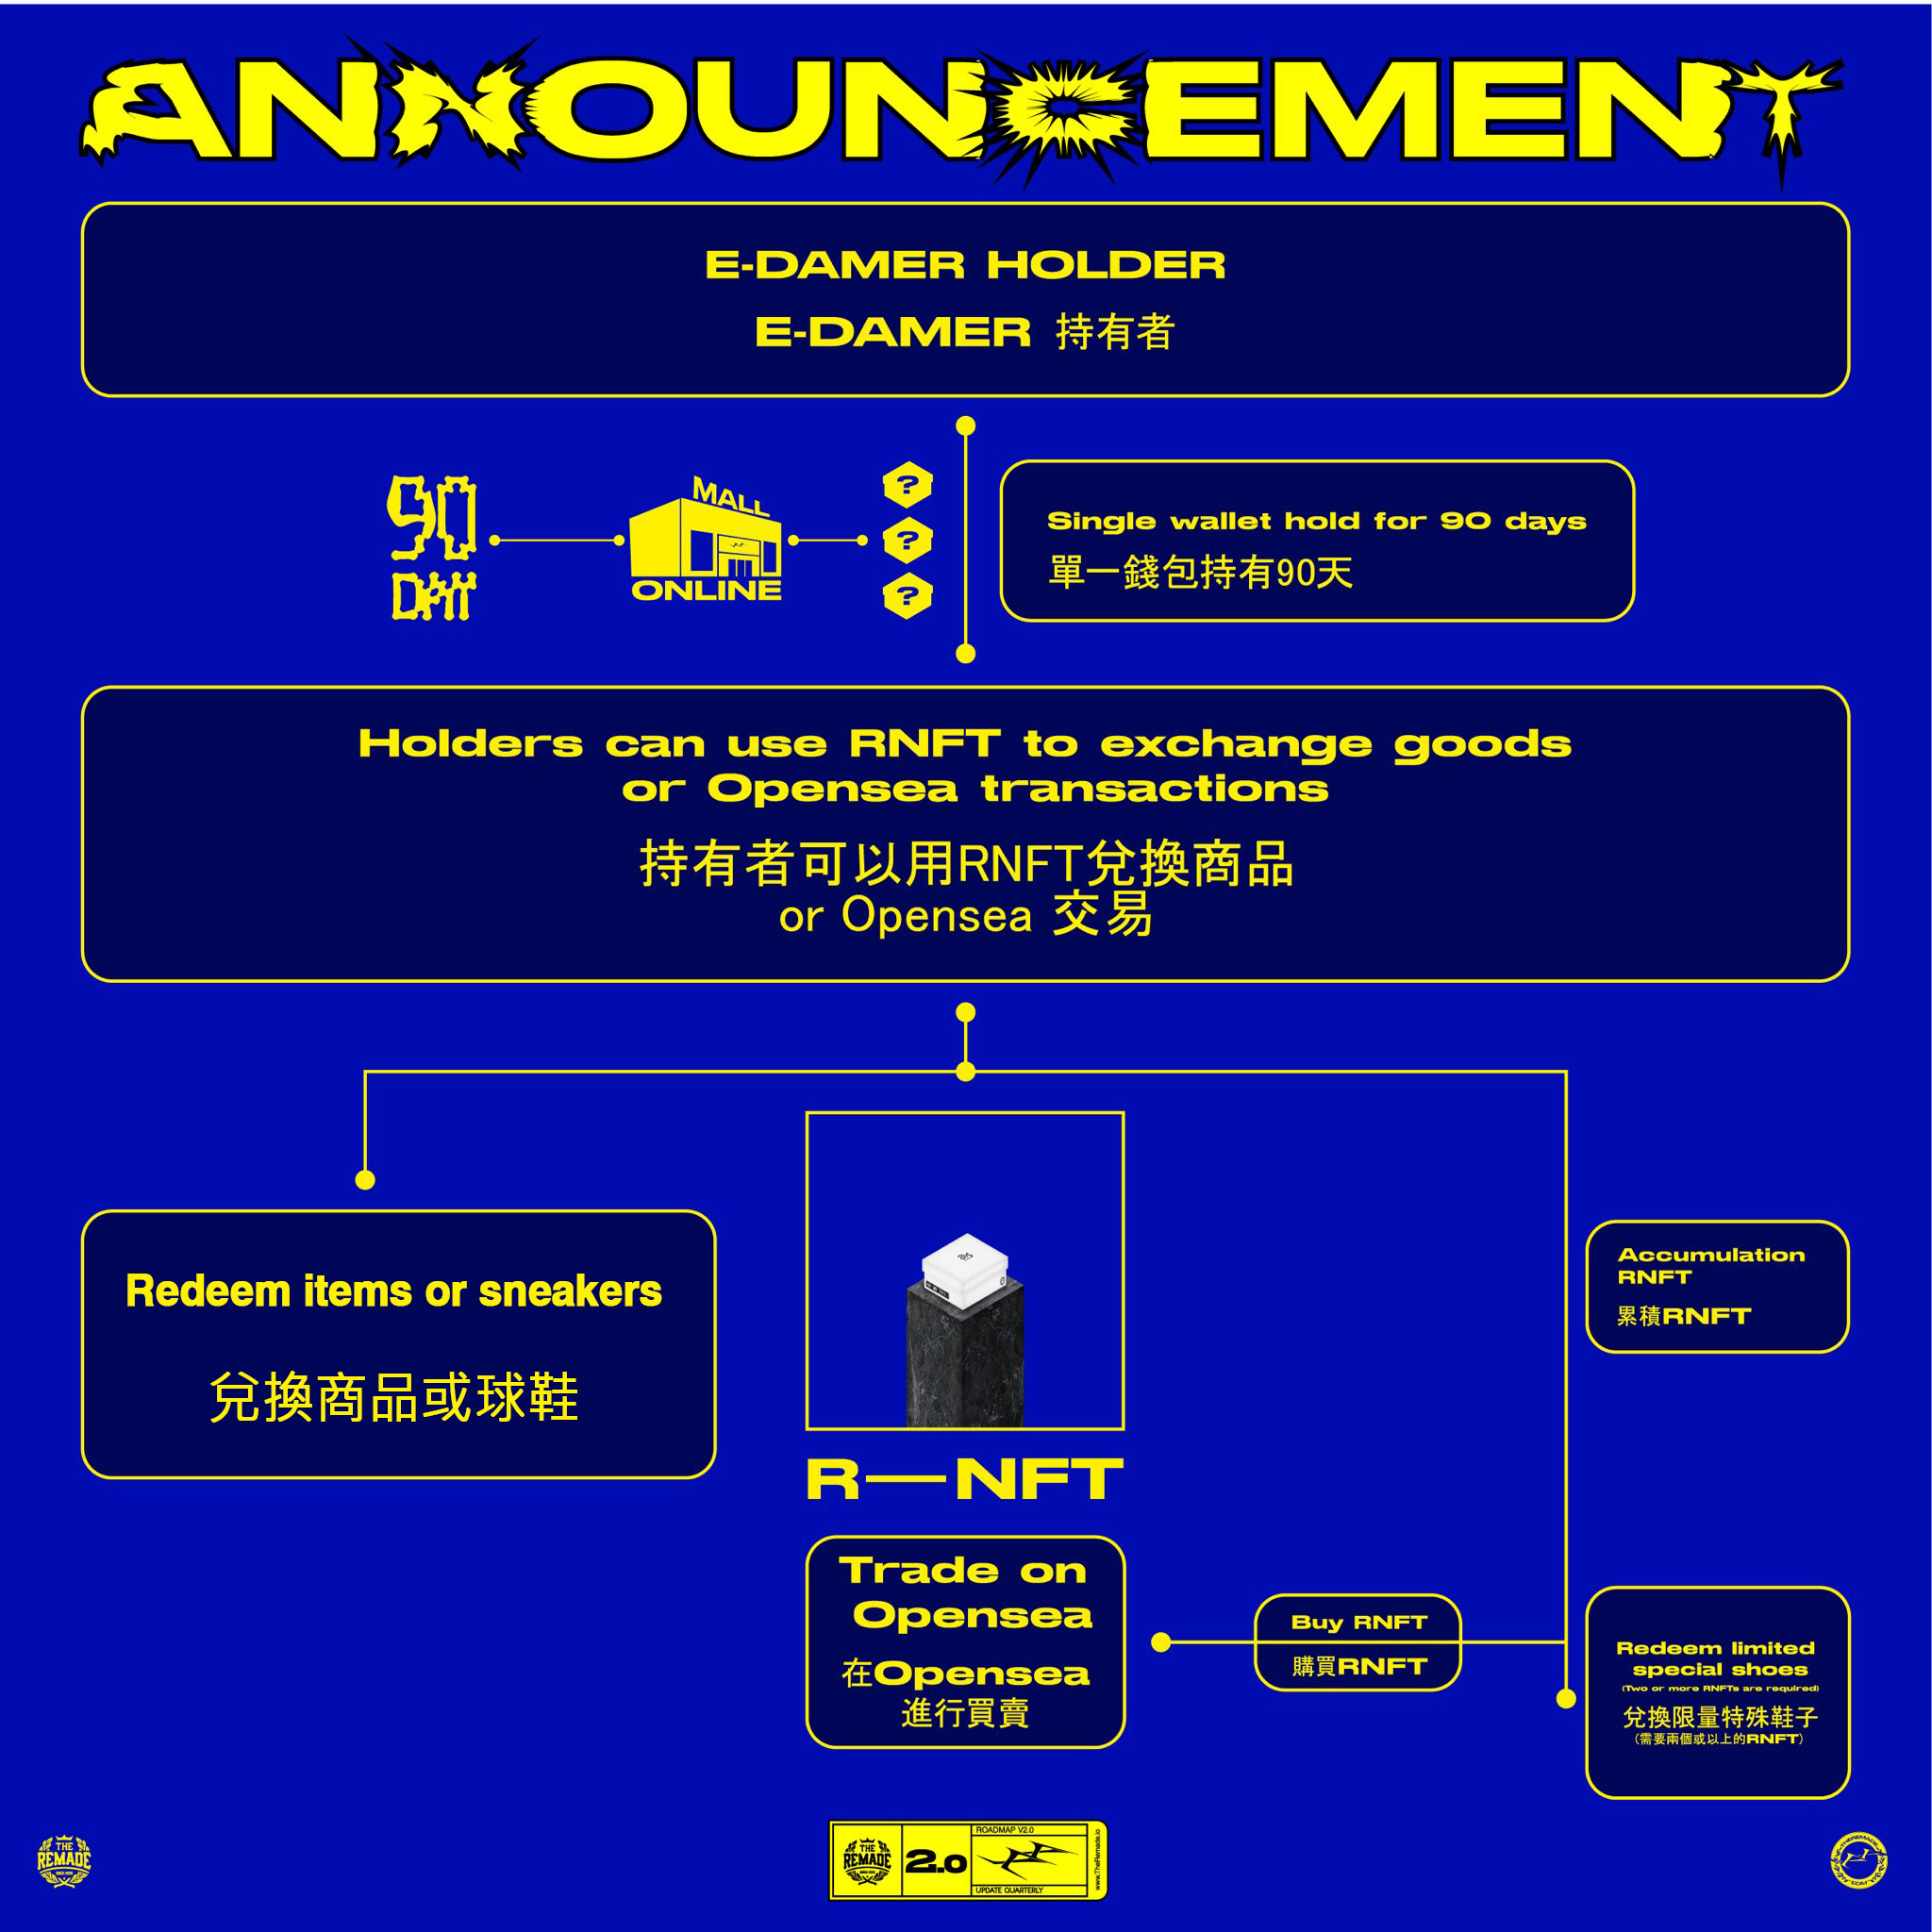 ANNOUNCEMENT
E-DAMER HOLDER
E-DAMER 持有者
90
DAY
MALL
ONLINE
?
?
?
Single wallet hold for 90 days
單一錢包持有90天
Holders can use RNFT to exchange goods
or Opensea transactions
持有者可以用RNFT兌換商品
or Opensea 交易
Redeem items or sneakers
兌換商品或球鞋
R—NFT
Trade on
Opensea
在Opensea
進行買賣
Buy RNFT
購買RNFT
Accumulation
RNFT
累積RNFT
Redeem limited
special shoes
(Two or more RNFTs are required)
兌換限量特殊鞋子
(需要兩個或以上的RNFT)
THE
REMADE
THE
REMADE
2.0
ROADMAP V2.0
UPDATE QUARTERLY
www.TheRemade.io